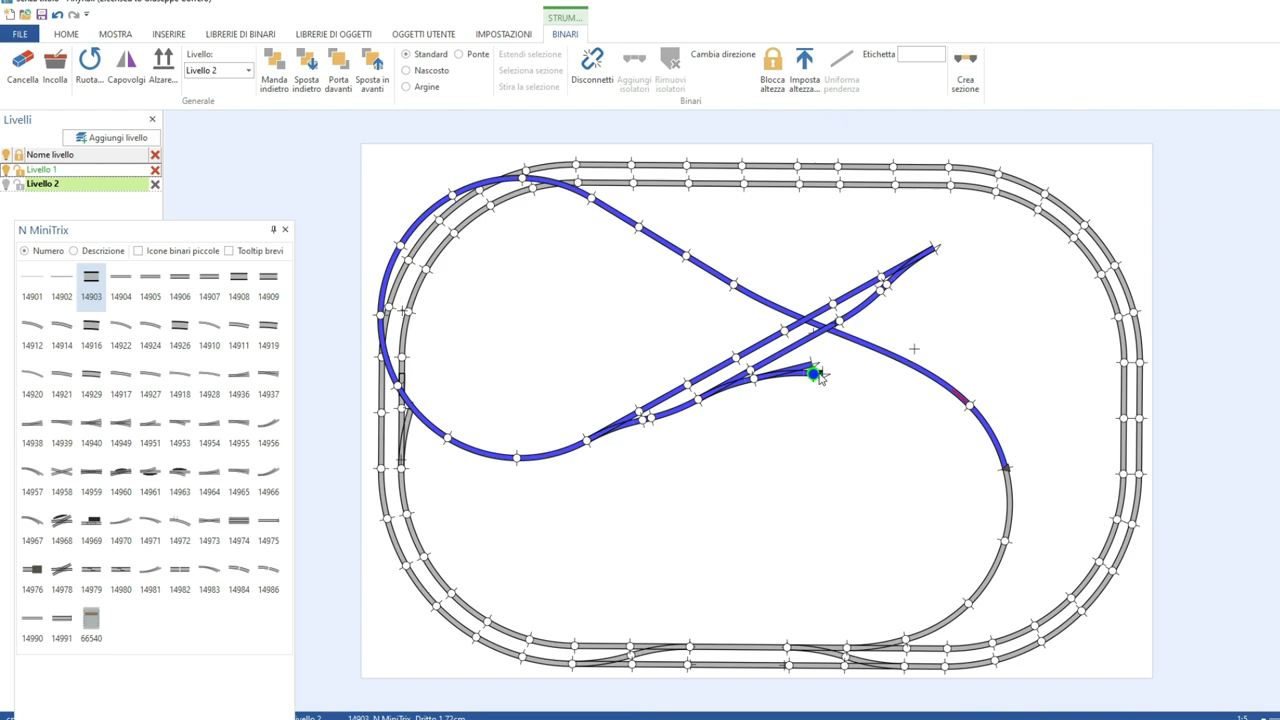 STRUM...
FILE HOME MOSTRA INSERIRE LIBRERIE DI BINARI LIBRERIE DI OGGETTI OGGETTI UTENTE IMPOSTAZIONI BINARI
Cancella Incolla Ruota... Capovolgi Alzare...
Livello:
Livello 2
Manda indietro Sposta indietro Porta davanti Sposta in avanti
Generale
Standard Ponte
Nascosto
Argine
Estendi selezione
Seleziona sezione
Stira la selezione
Disconnetti Aggiungi isolatori Rimuovi isolatori Cambia direzione Blocca altezza Imposta altezza... Uniforma pendenza
Etichetta
Binari
Crea sezione
Livelli
Aggiungi livello
Nome livello
Livello 1
Livello 2
N MiniTrix
Numero Descrizione Icone binari piccole Tooltip brevi
14901 14902 14903 14904 14905 14906 14907 14908 14909
14912 14914 14916 14922 14924 14926 14910 14911 14919
14920 14921 14929 14927 14918 14928 14936 14937
14938 14939 14940 14949 14951 14953 14954 14955 14956
14957 14958 14959 14960 14961 14963 14964 14965 14966
14967 14968 14969 14970 14971 14972 14973 14974 14975
14976 14978 14979 14980 14981 14982 14983 14984 14986
14990 14991 66540
14903 N MiniTrix Dritto 1.72cm
1:5